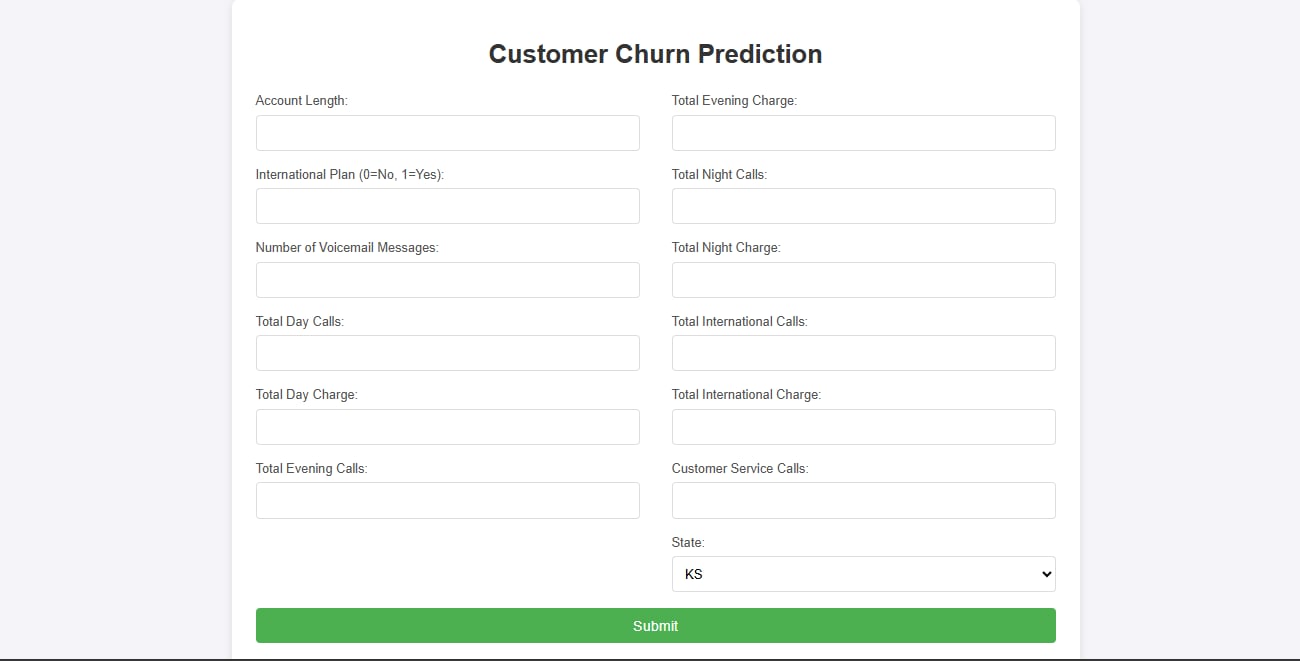 Customer Churn Prediction
Account Length:
International Plan (0=No, 1=Yes):
Number of Voicemail Messages:
Total Day Calls:
Total Day Charge:
Total Evening Calls:
Total Evening Charge:
Total Night Calls:
Total Night Charge:
Total International Calls:
Total International Charge:
Customer Service Calls:
State:
KS
Submit